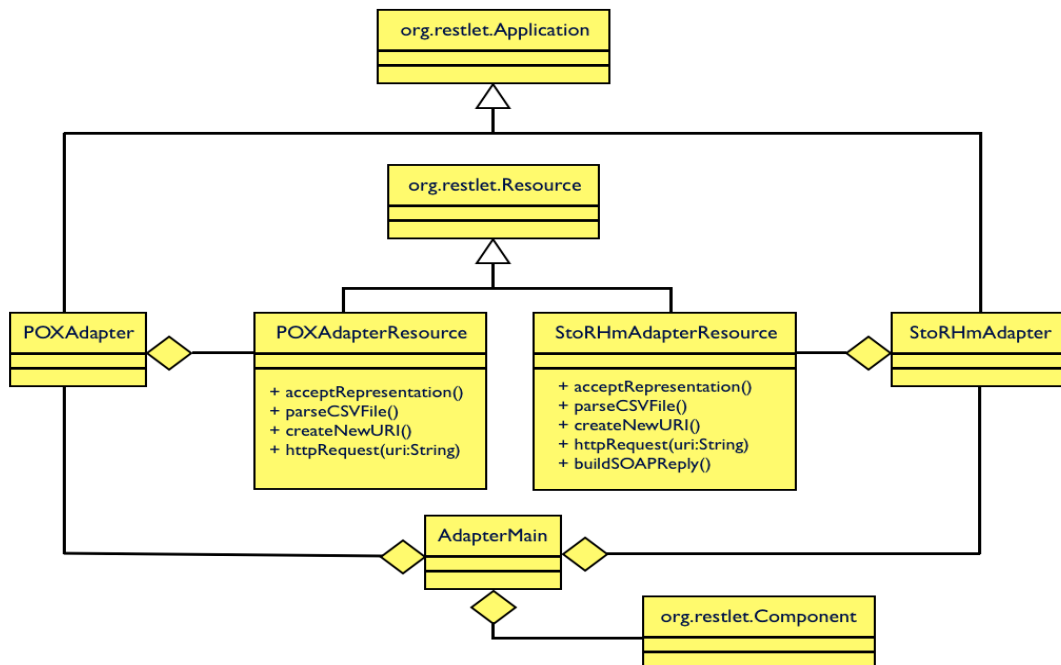 org.restlet.Application
org.restlet.Resource
POXAdapter
POXAdapterResource
+ acceptRepresentation()
+ parseCSVFile()
+ createNewURI()
+ httpRequest(uri:String)
StoRHmAdapterResource
+ acceptRepresentation()
+ parseCSVFile()
+ createNewURI()
+ httpRequest(uri:String)
+ buildSOAPReply()
StoRHmAdapter
AdapterMain
org.restlet.Component